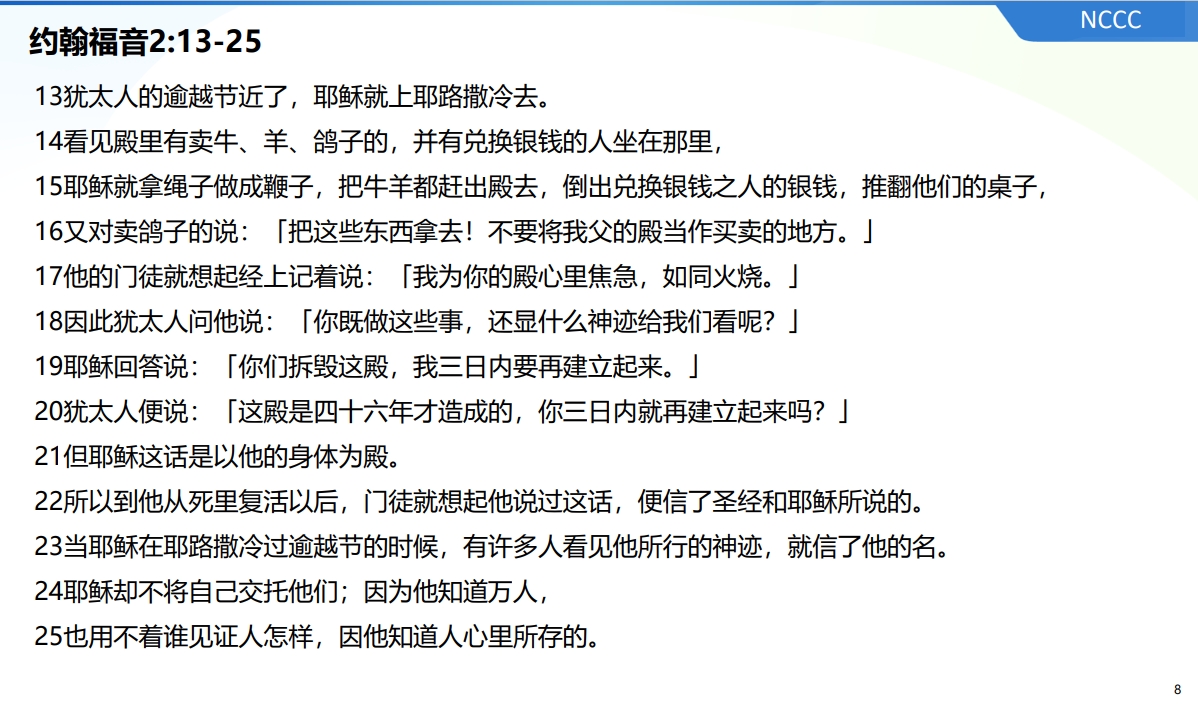 NCCC
约翰福音2:13-25
13犹太人的逾越节近了，耶稣就上耶路撒冷去。
14看见殿里有卖牛、羊、鸽子的，并有兑换银钱的人坐在那里，
15耶稣就拿绳子做成鞭子，把牛羊都赶出殿去，倒出兑换银钱之人的银钱，推翻他们的桌子，
16又对卖鸽子的说：「把这些东西拿去！不要将我父的殿当作买卖的地方。」
17他的门徒就想起经上记着说：「我为你的殿心里焦急，如同火烧。」
18因此犹太人问他说：「你既做这些事，还显什么神迹给我们看呢？」
19耶稣回答说：「你们拆毁这殿，我三日内要再建立起来。」
20犹太人便说：「这殿是四十六年才造成的，你三日内就再建立起来吗？」
21但耶稣这话是以他的身体为殿。
22所以到他从死里复活以后，门徒就想起他说过这话，便信了圣经和耶稣所说的。
23当耶稣在耶路撒冷过逾越节的时候，有许多人看见他所行的神迹，就信了他的名。
24耶稣却不将自己交托他们；因为他知道万人，
25也用不着谁见证人怎样，因他知道人心里所存的。
8